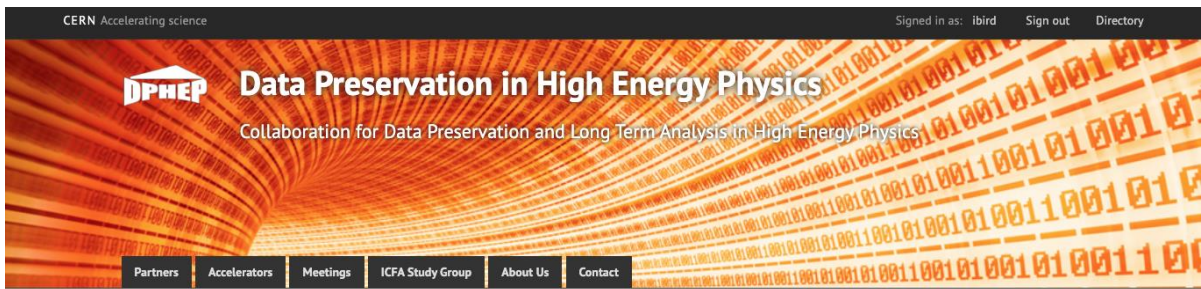 CERN Accelerating science
Signed in as: ibird Sign out Directory
DPHEP
Data Preservation in High Energy Physics
Collaboration for Data Preservation and Long Term Analysis in High Energy Physics
Partners Accelerators Meetings ICFA Study Group About Us Contact